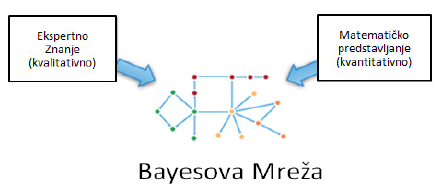 Ekspertno
Znanje
(kvalitativno)
Matematičko
predstavljanje
(kvantitativno)
Bayesova Mreža